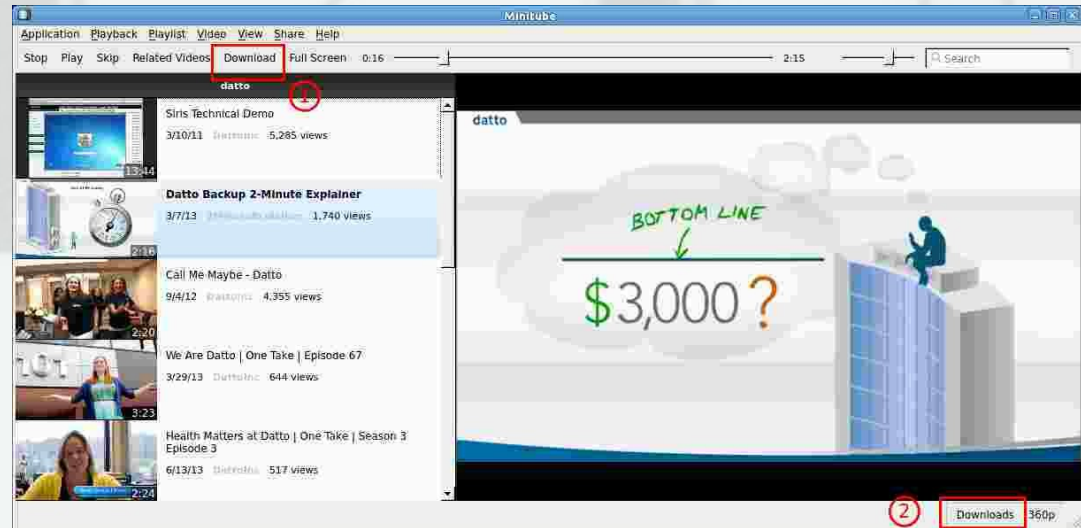 Minitube
Application Playback Playlist Video View Share Help
Stop Play Skip Related Videos Download Full Screen 0:16 2:15 Search
1
datto
Siris Technical Demo
3/10/11 DattoInc 5,285 views
13:44
Datto Backup 2-Minute Explainer
3/7/13 1,740 views
2:16
Call Me Maybe - Datto
9/4/12 DattoInc 4,355 views
2:20
We Are Datto | One Take | Episode 67
3/29/13 DattoInc 644 views
3:23
Health Matters at Datto | One Take | Season 3
Episode 3
6/13/13 DattoInc 517 views
2:24
datto
BOTTOM LINE
$3,000?
2
Downloads 360p